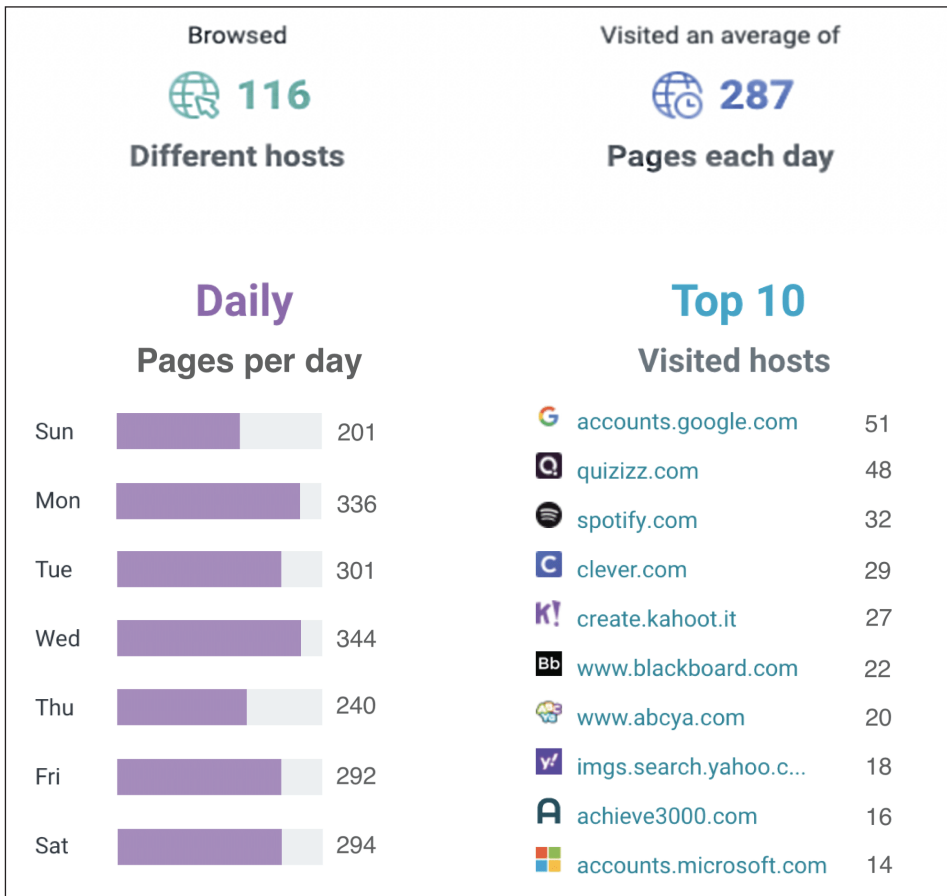 Browsed
116
Different hosts
Visited an average of
287
Pages each day
Daily
Pages per day
Sun 201
Mon 336
Tue 301
Wed 344
Thu 240
Fri 292
Sat 294
Top 10
Visited hosts
accounts.google.com 51
quizizz.com 48
spotify.com 32
C clever.com 29
K! create.kahoot.it 27
Bb www.blackboard.com 22
www.abcya.com 20
y! imgs.search.yahoo.c... 18
achieve3000.com 16
accounts.microsoft.com 14